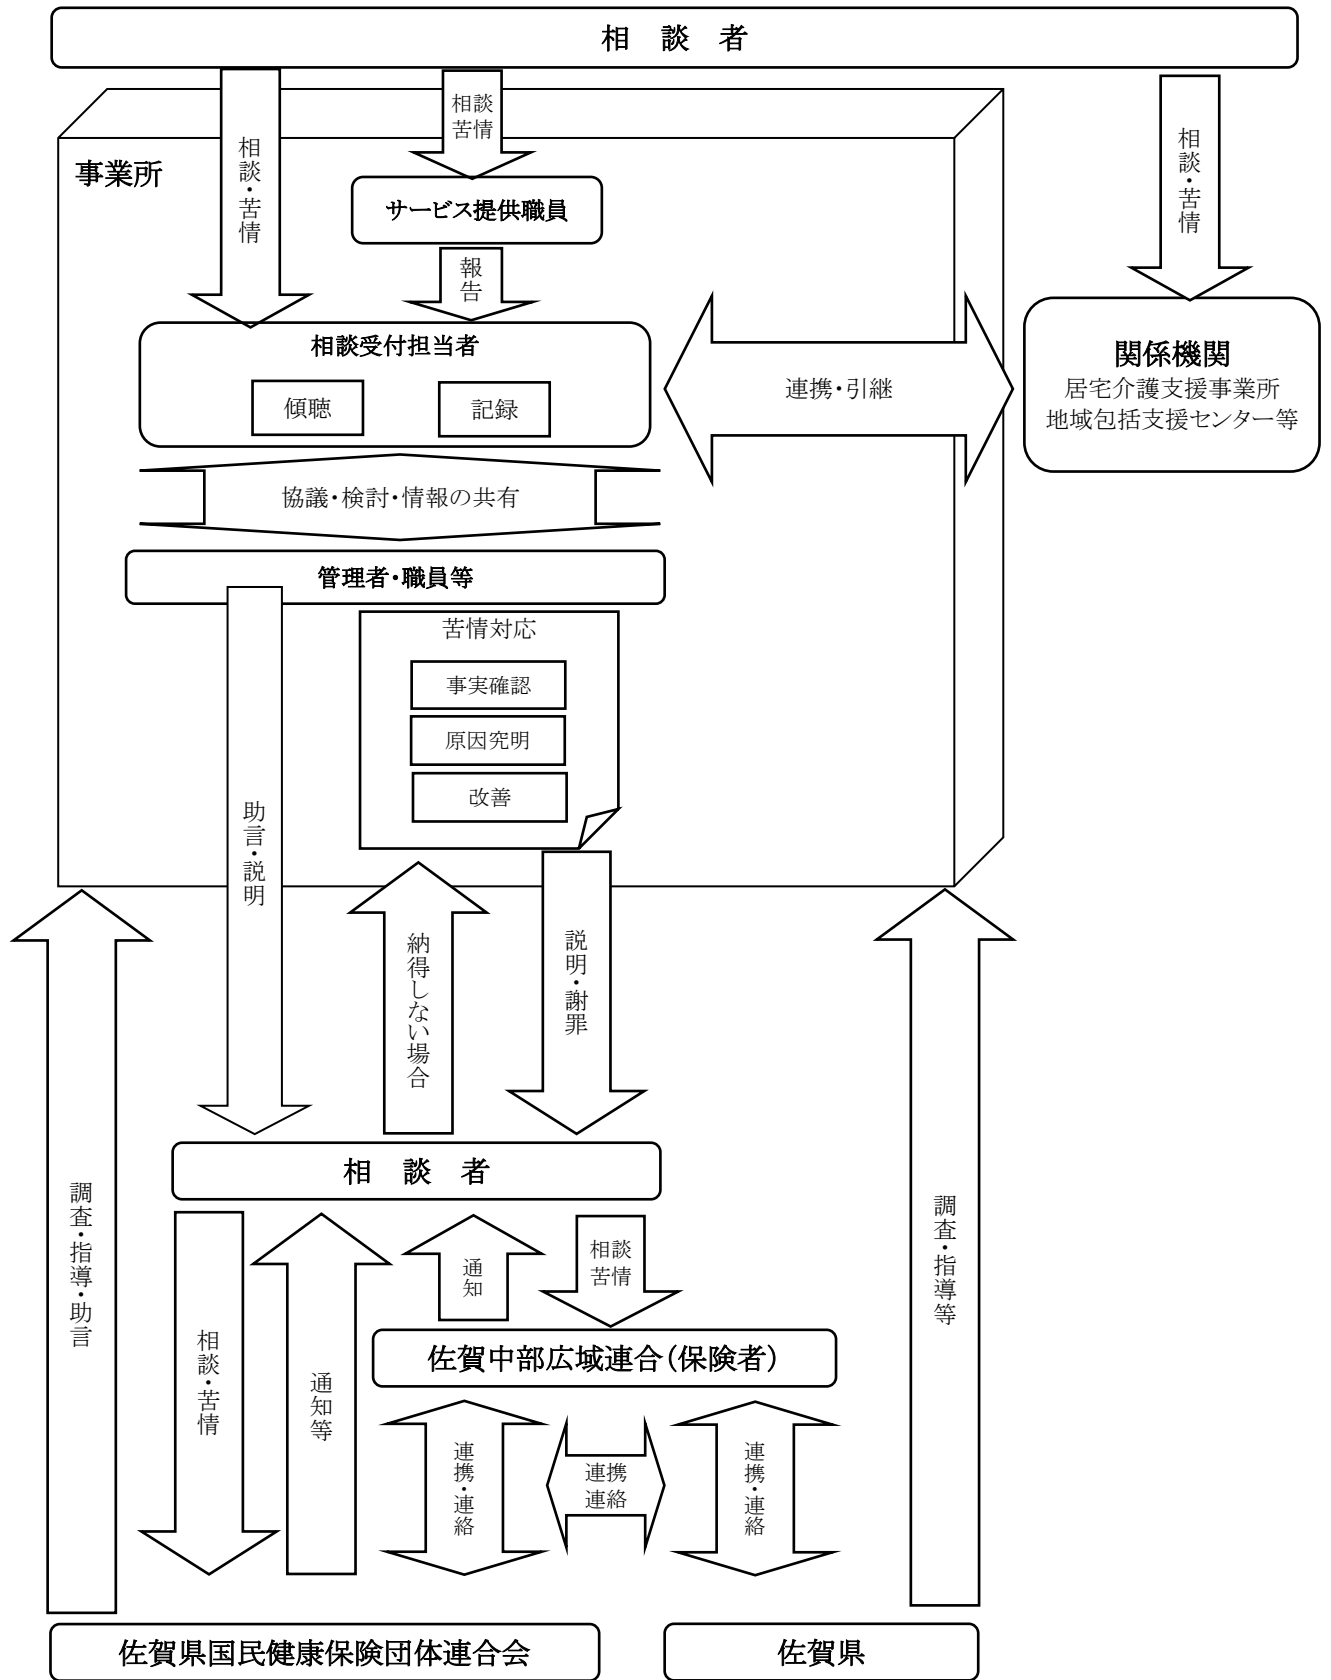 相　談　者
相談
苦情
相談・苦情
相談・苦情
事業所
サービス提供職員
報告
相談受付担当者
傾聴
記録
連携・引継
関係機関
居宅介護支援事業所
地域包括支援センター等
協議・検討・情報の共有
管理者・職員等
苦情対応
事実確認
原因究明
改善
助言・説明
納得しない場合
説明・謝罪
相　談　者
調査・指導・助言
調査・指導等
相談・苦情
通知等
通知
相談
苦情
佐賀中部広域連合（保険者）
連携・連絡
連携
連絡
連携・連絡
佐賀県国民健康保険団体連合会
佐賀県